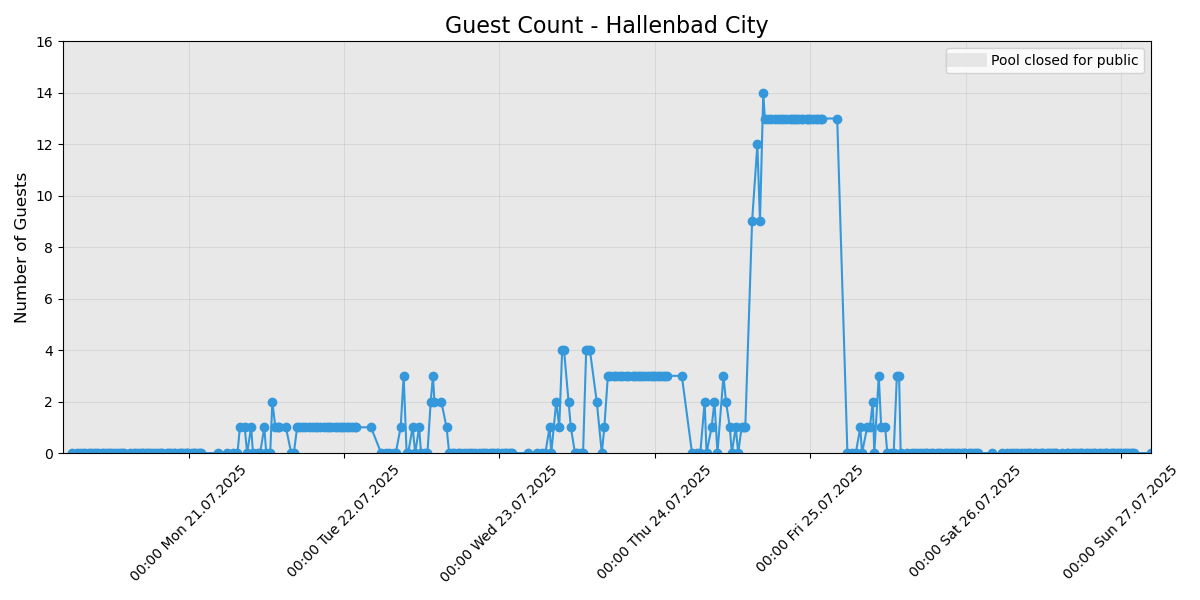 Guest Count - Hallenbad City
Pool closed for public
Number of Guests
16
14
12
10
8
6
4
2
0
00:00 Mon 21.07.2025
00:00 Tue 22.07.2025
00:00 Wed 23.07.2025
00:00 Thu 24.07.2025
00:00 Fri 25.07.2025
00:00 Sat 26.07.2025
00:00 Sun 27.07.2025